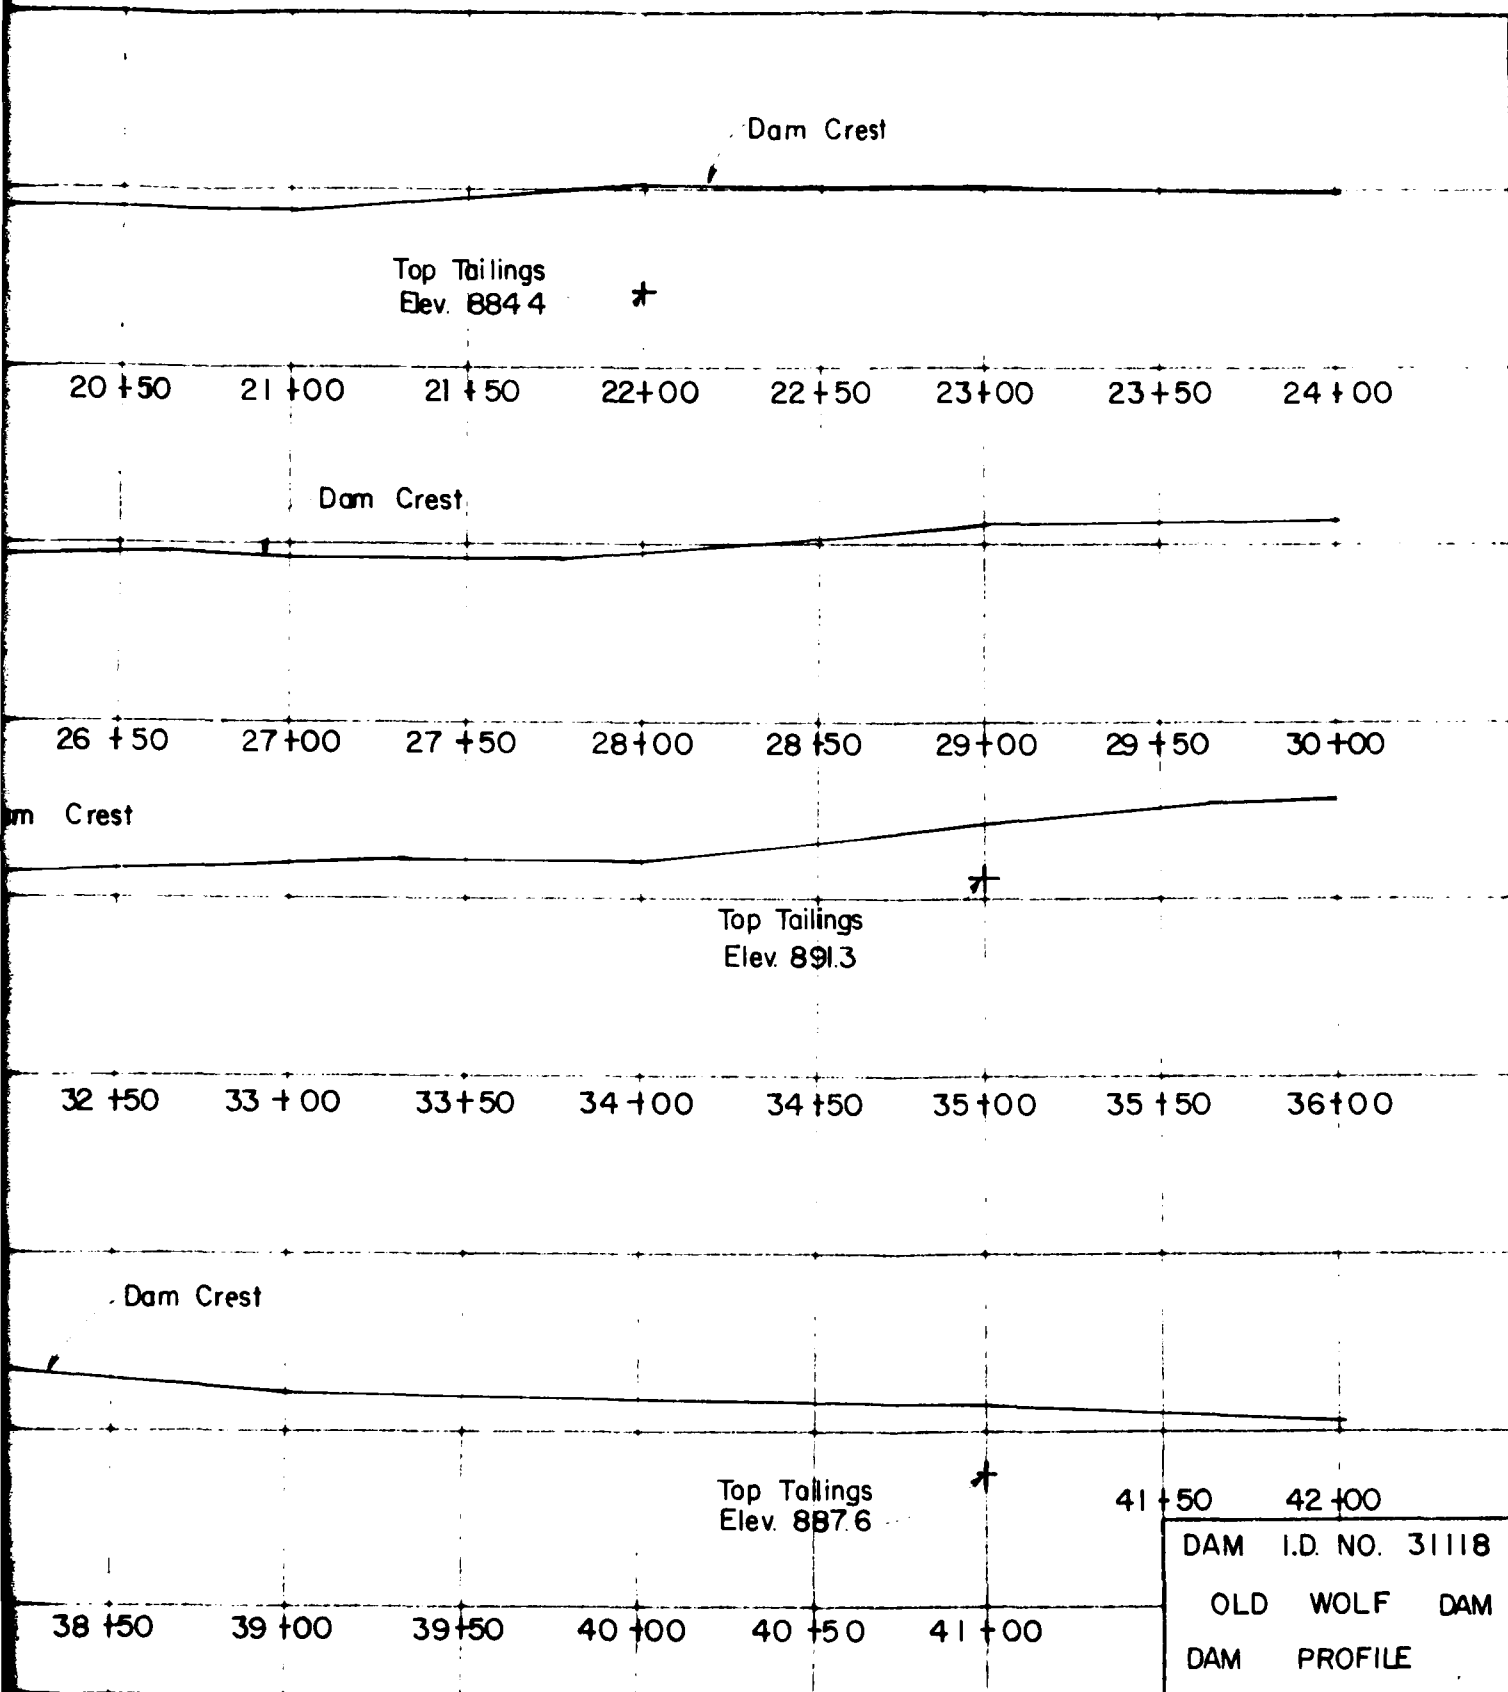 Dam Crest
Top Tailings
Elev. 884.4
20+50 21+00 21+50 22+00 22+50 23+00 23+50 24+00
Dam Crest
26+50 27+00 27+50 28+00 28+50 29+00 29+50 30+00
m Crest
Top Tailings
Elev. 891.3
32+50 33+00 33+50 34+00 34+50 35+00 35+50 36+00
Dam Crest
Top Tailings
Elev. 887.6
41+50 42+00
38+50 39+00 39+50 40+00 40+50 41+00
DAM I.D. NO. 31118
OLD WOLF DAM
DAM PROFILE